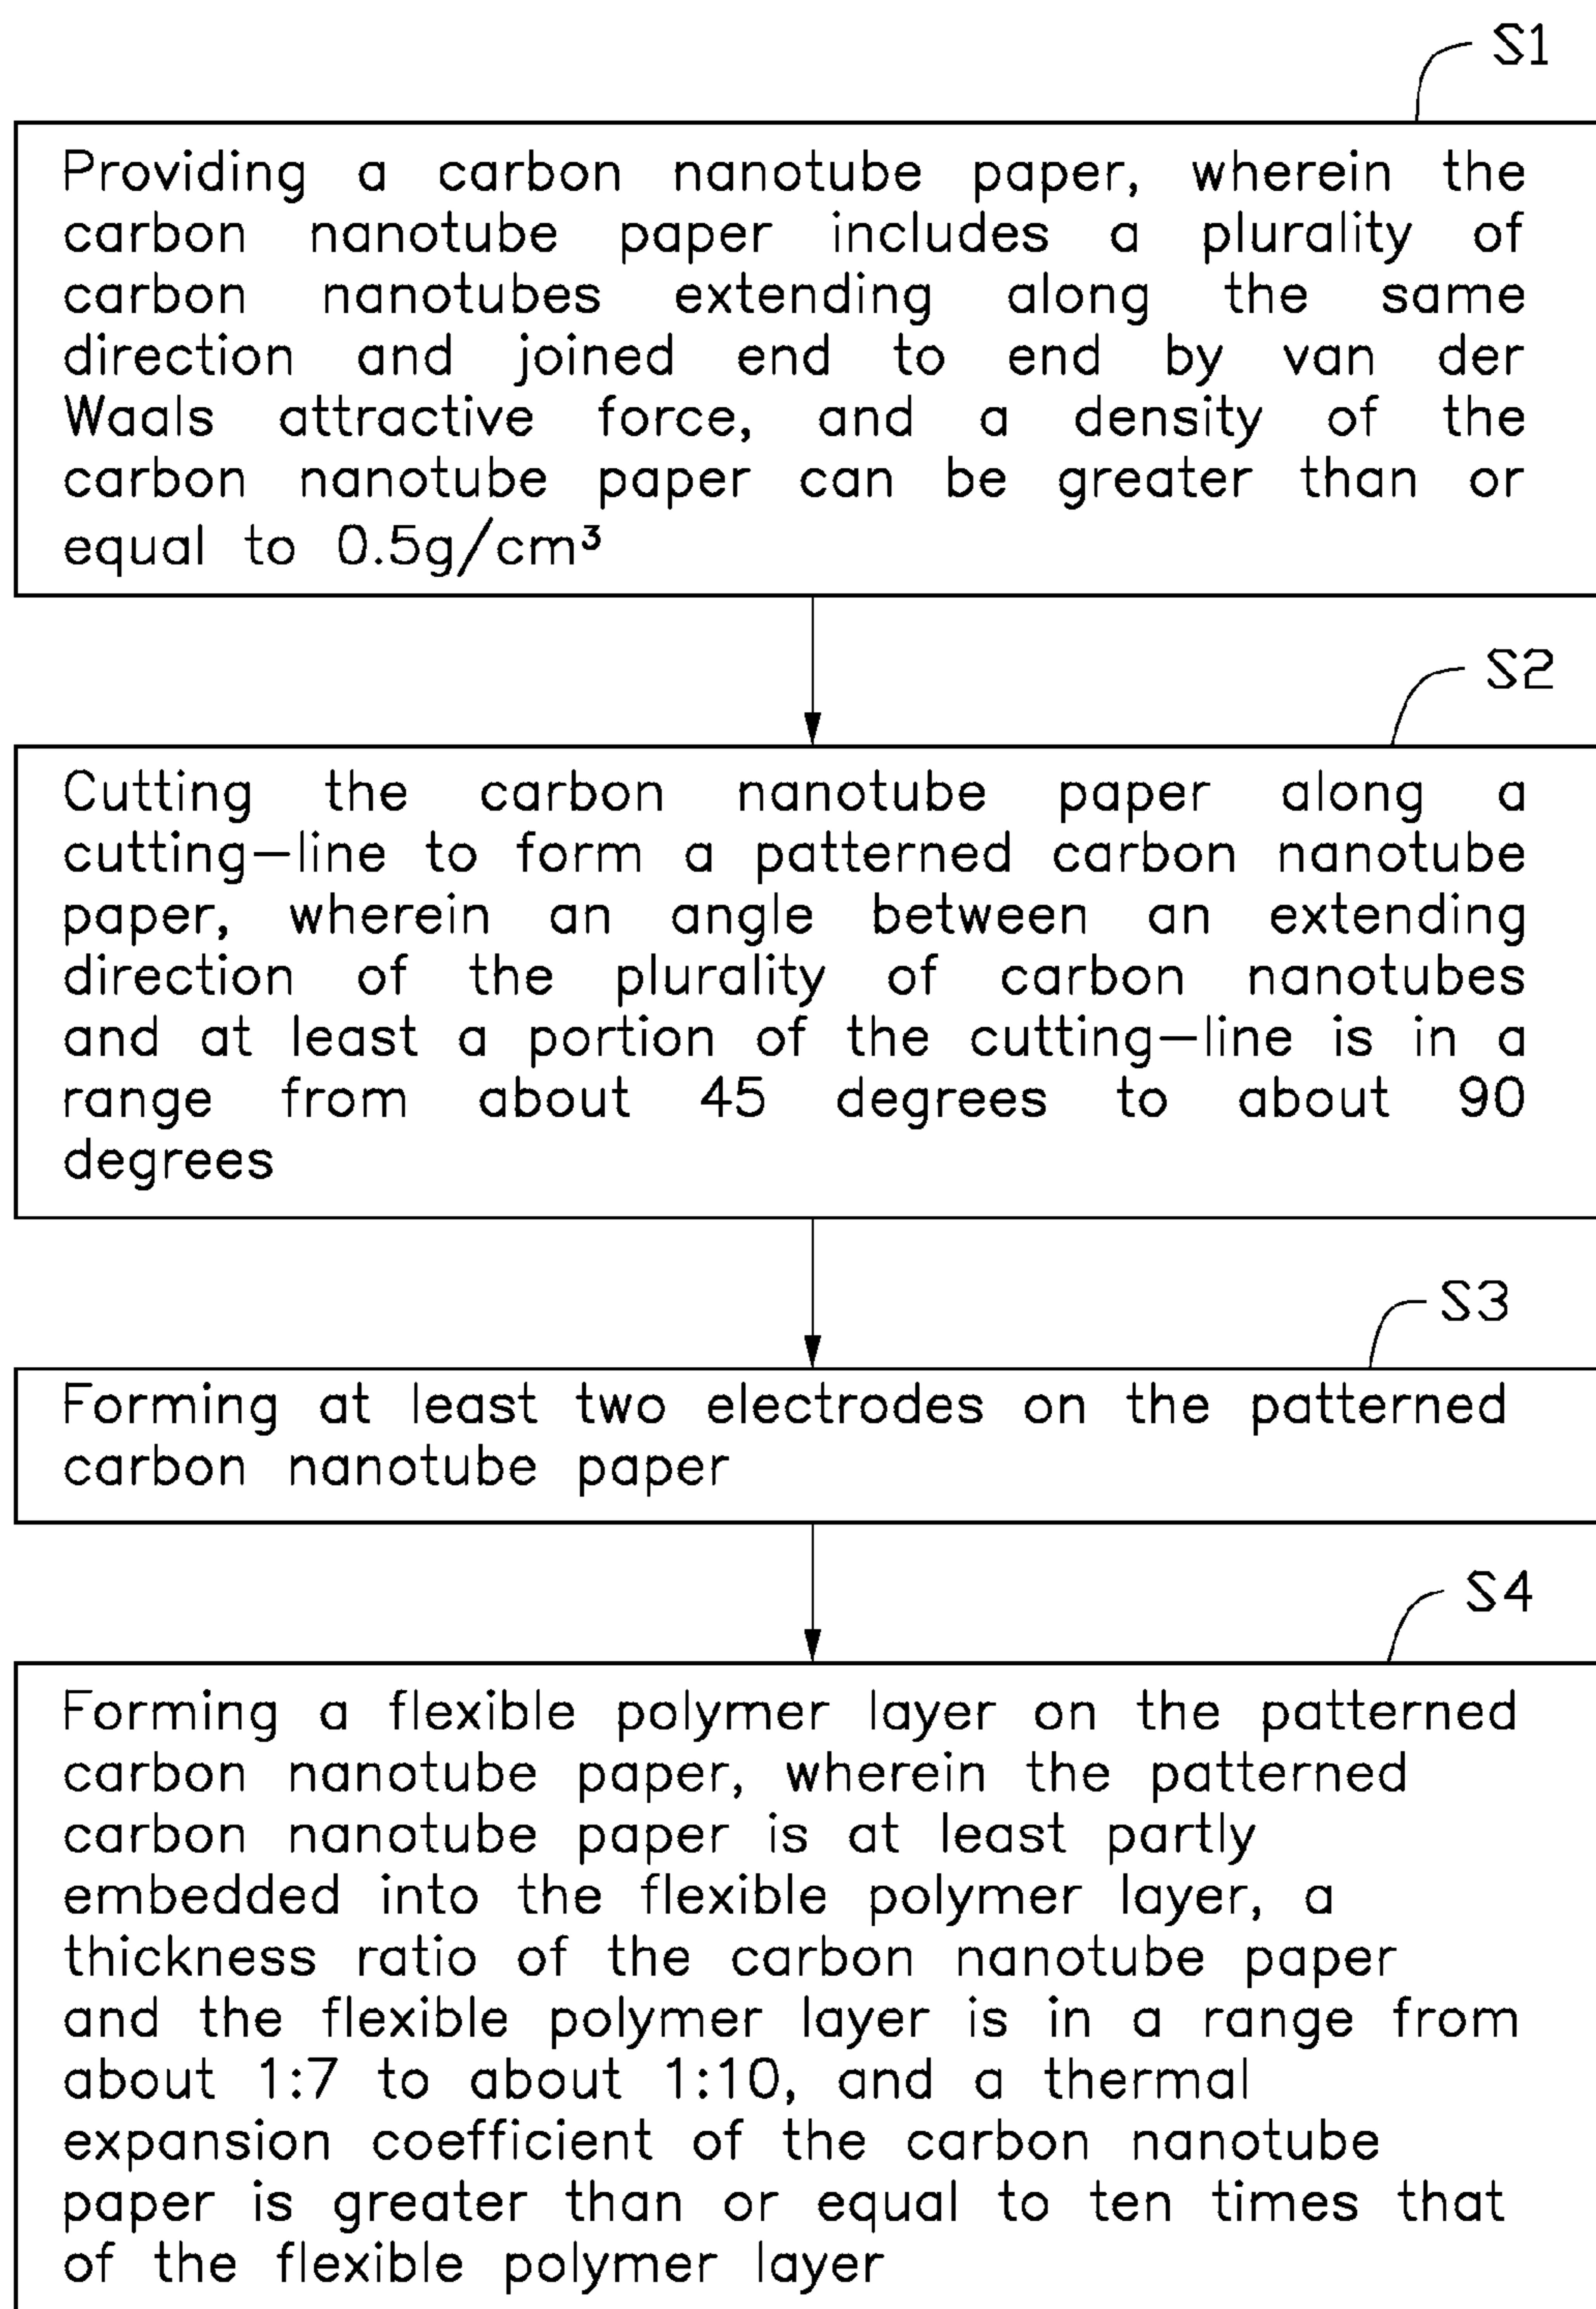 S1
Providing a carbon nanotube paper, wherein the
carbon nanotube paper includes a plurality of
carbon nanotubes extending along the same
direction and joined end to end by van der
Waals attractive force, and a density of the
carbon nanotube paper can be greater than or
equal to 0.5g/cm³
S2
Cutting the carbon nanotube paper along a
cutting-line to form a patterned carbon nanotube
paper, wherein an angle between an extending
direction of the plurality of carbon nanotubes
and at least a portion of the cutting-line is in a
range from about 45 degrees to about 90
degrees
S3
Forming at least two electrodes on the patterned
carbon nanotube paper
S4
Forming a flexible polymer layer on the patterned
carbon nanotube paper, wherein the patterned
carbon nanotube paper is at least partly
embedded into the flexible polymer layer, a
thickness ratio of the carbon nanotube paper
and the flexible polymer layer is in a range from
about 1:7 to about 1:10, and a thermal
expansion coefficient of the carbon nanotube
paper is greater than or equal to ten times that
of the flexible polymer layer